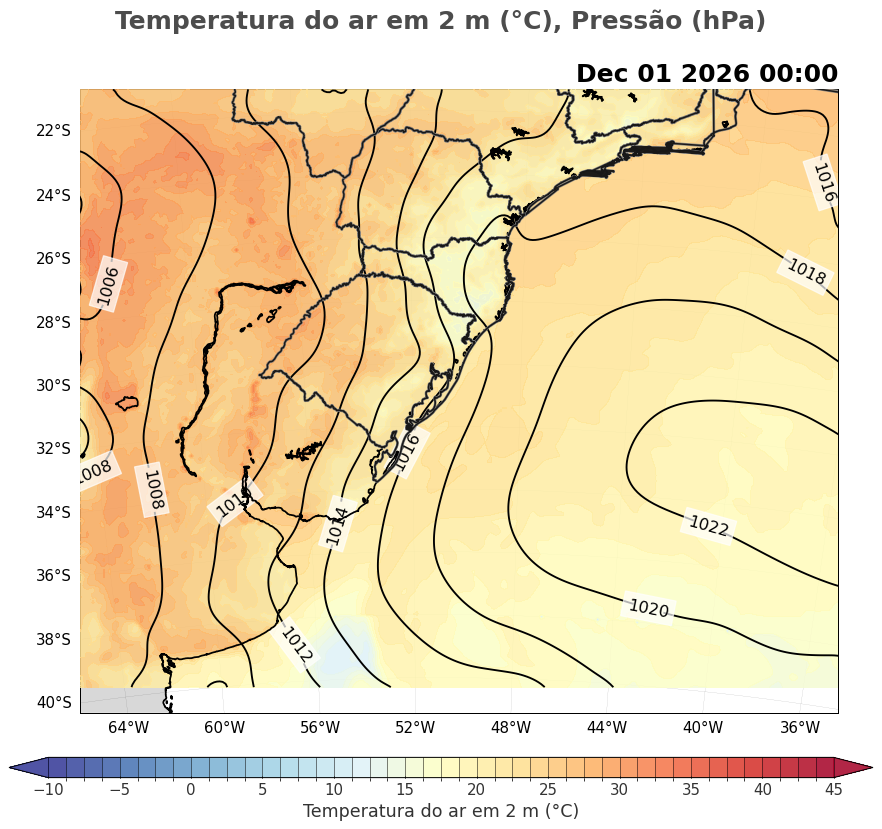 Temperatura do ar em 2 m (°C), Pressão (hPa)
Dec 01 2026 00:00
22°S
24°S
26°S
28°S
30°S
32°S
34°S
36°S
38°S
40°S
1016
1018
1006
1016
1008
1008
1014
1022
1020
1012
64°W
60°W
56°W
52°W
48°W
44°W
40°W
36°W
−10
−5
0
5
10
15
20
25
30
35
40
45
Temperatura do ar em 2 m (°C)